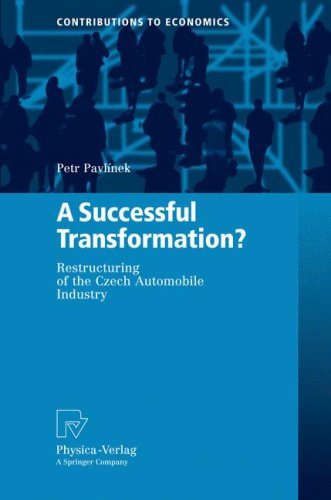 CONTRIBUTIONS TO ECONOMICS
Petr Pavlínek
A Successful
Transformation?
Restructuring
of the Czech Automobile
Industry
Physica-Verlag
A Springer Company